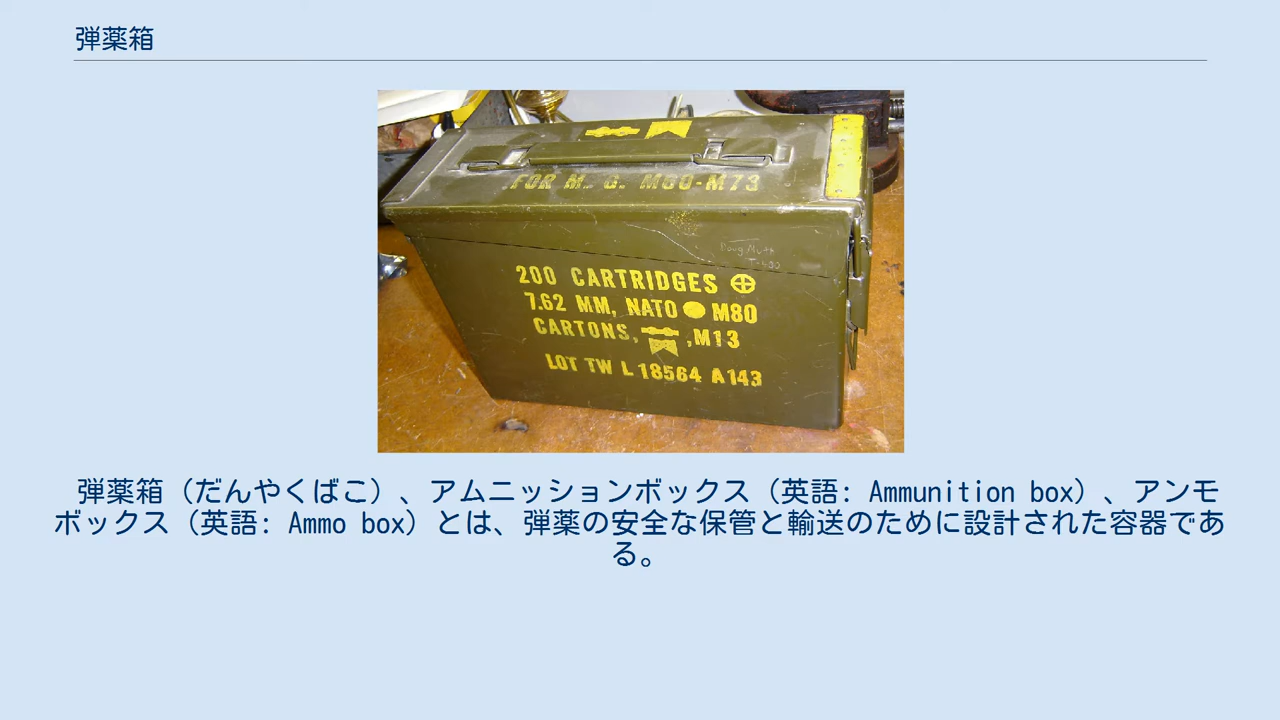 弾薬箱
FOR M. G. M60-M73
200 CARTRIDGES
7.62 MM, NATO M80
CARTONS, ,M13
LOT TW L 18564 A143
弾薬箱（だんやくばこ）、アムニッションボックス（英語: Ammunition box）、アンモ
ボックス（英語: Ammo box）とは、弾薬の安全な保管と輸送のために設計された容器であ
る。